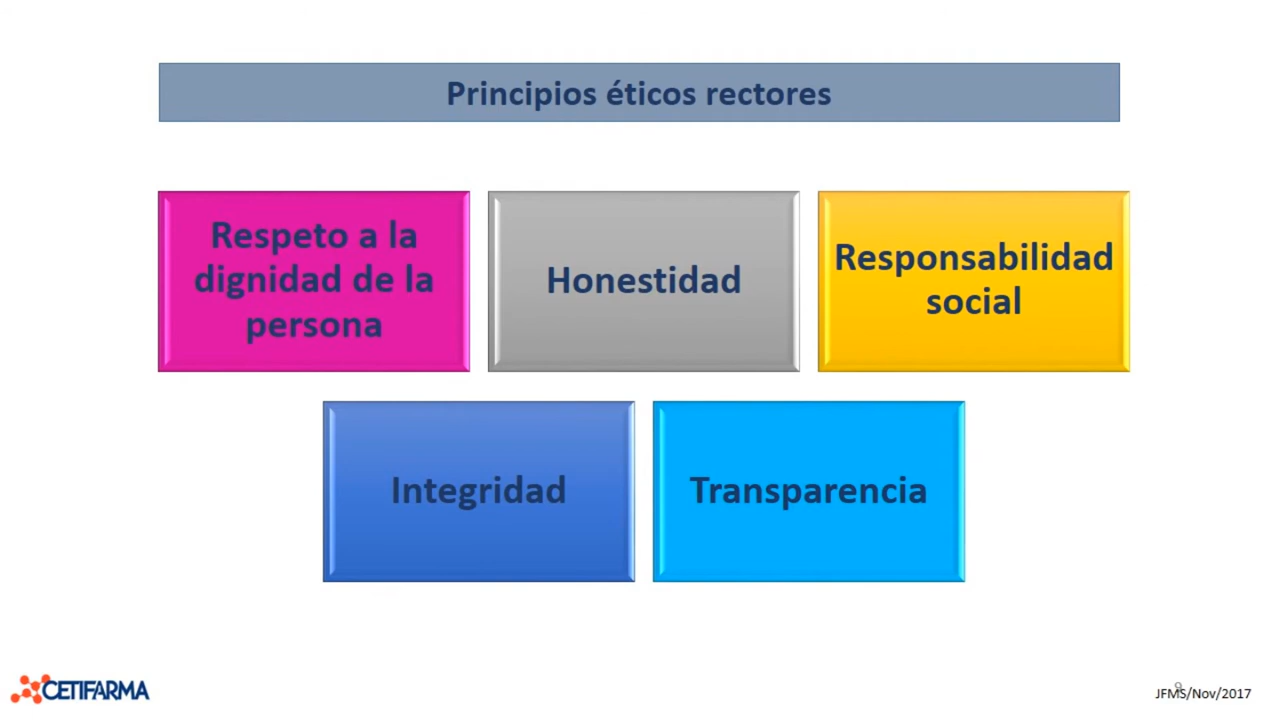 Principios éticos rectores
Respeto a la
dignidad de la
persona
Honestidad
Responsabilidad
social
Integridad
Transparencia
CETIFARMA
JFMS/Nov/2017